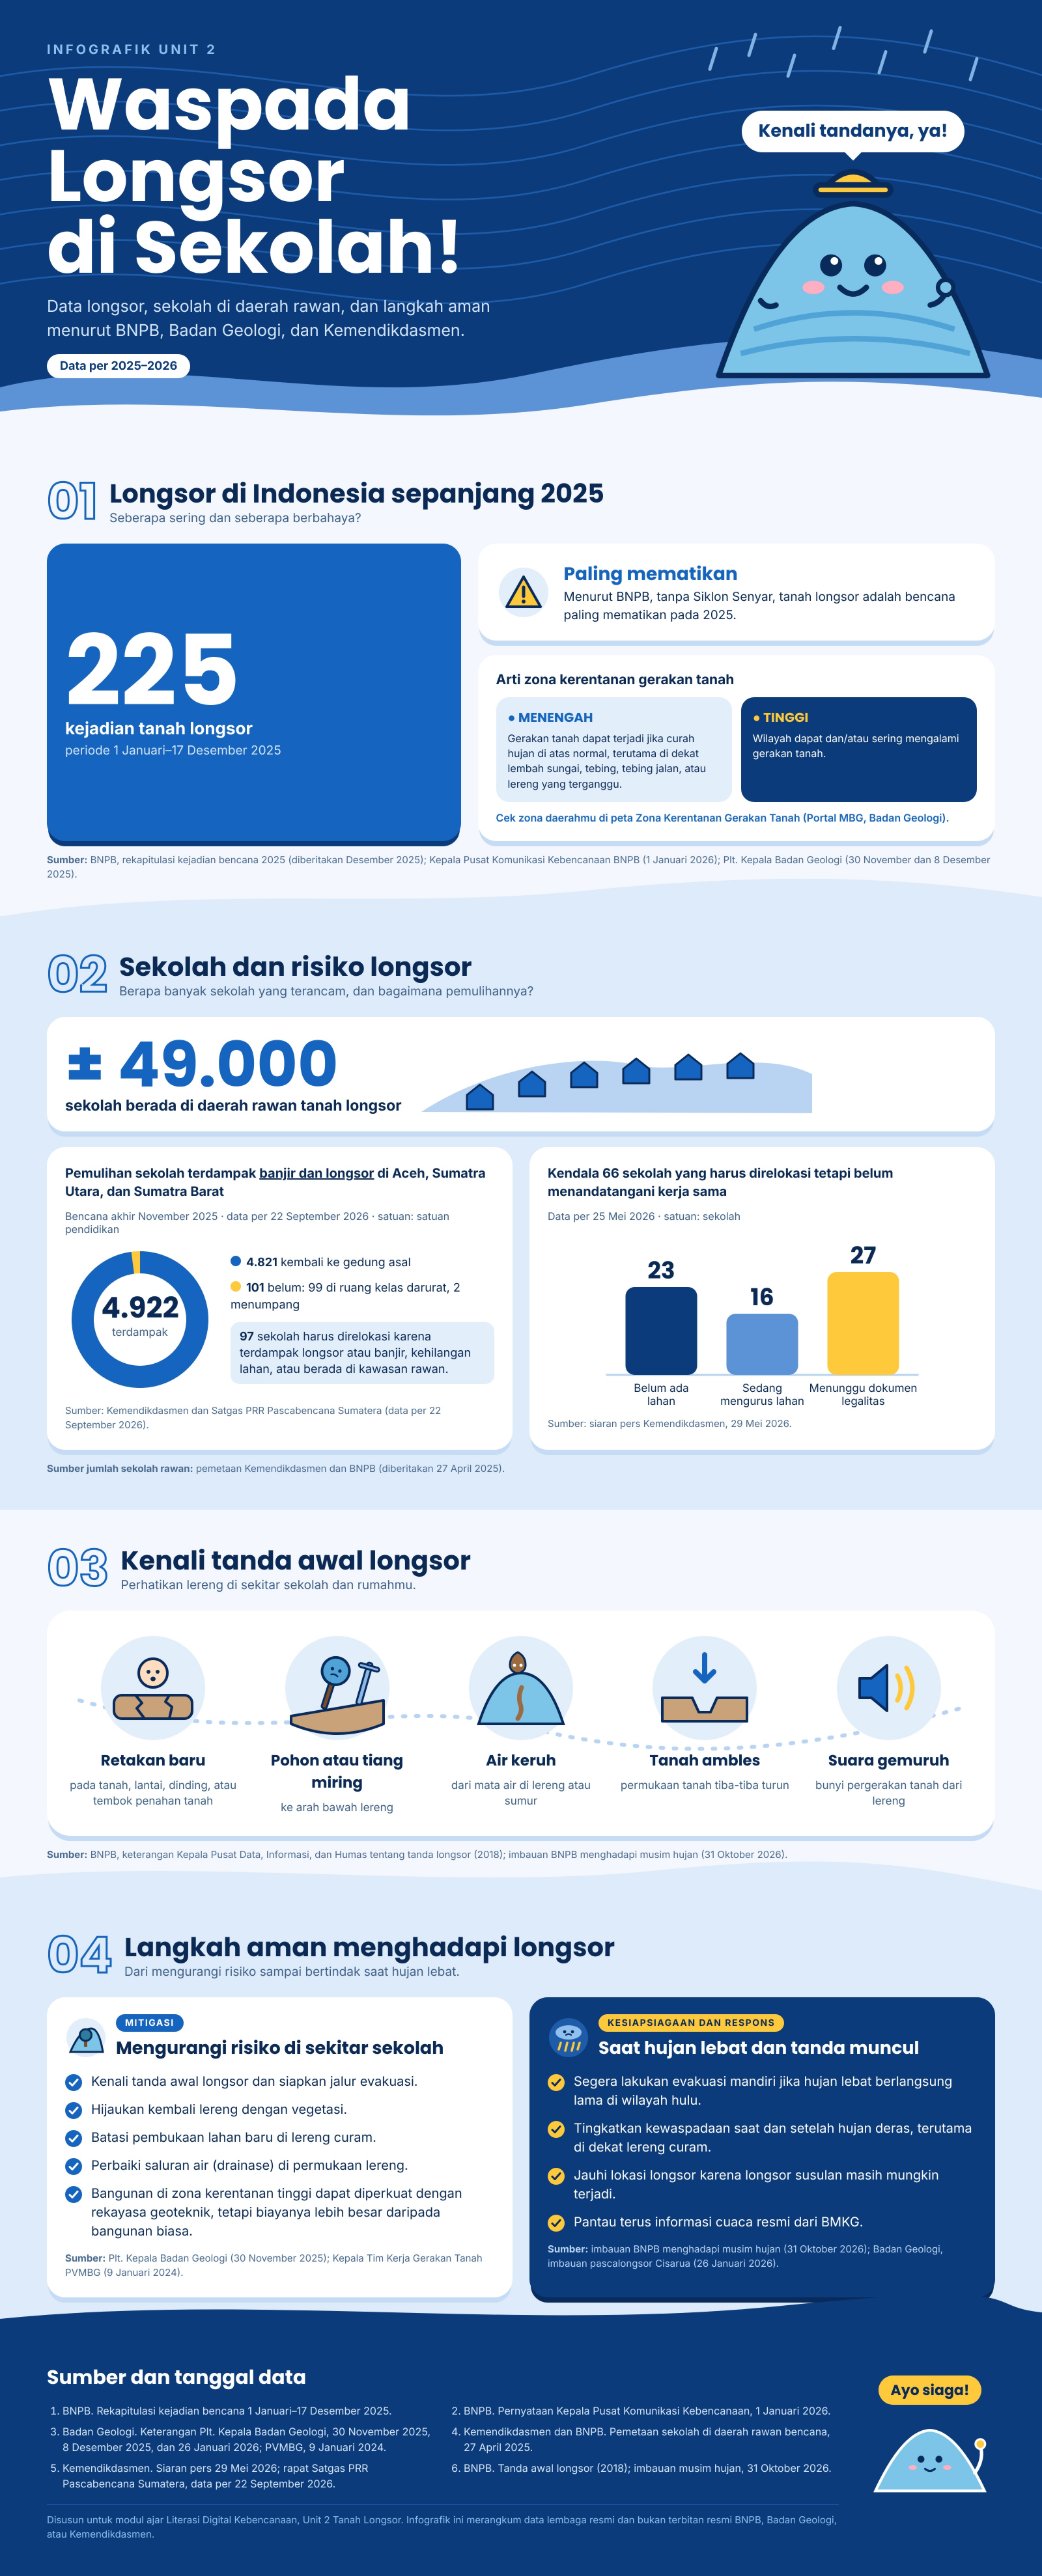 INFOGRAFIK UNIT 2
Waspada
Longsor
di Sekolah!
Data longsor, sekolah di daerah rawan, dan langkah aman
menurut BNPB, Badan Geologi, dan Kemendikdasmen.
Data per 2025–2026
Kenali tandanya, ya!
01
Longsor di Indonesia sepanjang 2025
Seberapa sering dan seberapa berbahaya?
225
kejadian tanah longsor
periode 1 Januari–17 Desember 2025
Paling mematikan
Menurut BNPB, tanpa Siklon Senyar, tanah longsor adalah bencana
paling mematikan pada 2025.
Arti zona kerentanan gerakan tanah
● MENENGAH
Gerakan tanah dapat terjadi jika curah
hujan di atas normal, terutama di dekat
lembah sungai, tebing, tebing jalan, atau
lereng yang terganggu.
● TINGGI
Wilayah dapat dan/atau sering mengalami
gerakan tanah.
Cek zona daerahmu di peta Zona Kerentanan Gerakan Tanah (Portal MBG, Badan Geologi).
Sumber: BNPB, rekapitulasi kejadian bencana 2025 (diberitakan Desember 2025); Kepala Pusat Komunikasi Kebencanaan BNPB (1 Januari 2026); Plt. Kepala Badan Geologi (30 November dan 8 Desember
2025).
02
Sekolah dan risiko longsor
Berapa banyak sekolah yang terancam, dan bagaimana pemulihannya?
± 49.000
sekolah berada di daerah rawan tanah longsor
Pemulihan sekolah terdampak banjir dan longsor di Aceh, Sumatra
Utara, dan Sumatra Barat
Bencana akhir November 2025 · data per 22 September 2026 · satuan: satuan
pendidikan
4.922
terdampak
4.821 kembali ke gedung asal
101 belum: 99 di ruang kelas darurat, 2
menumpang
97 sekolah harus direlokasi karena
terdampak longsor atau banjir, kehilangan
lahan, atau berada di kawasan rawan.
Sumber: Kemendikdasmen dan Satgas PRR Pascabencana Sumatera (data per 22
September 2026).
Kendala 66 sekolah yang harus direlokasi tetapi belum
menandatangani kerja sama
Data per 25 Mei 2026 · satuan: sekolah
23
16
27
Belum ada
lahan
Sedang
mengurus lahan
Menunggu dokumen
legalitas
Sumber: siaran pers Kemendikdasmen, 29 Mei 2026.
Sumber jumlah sekolah rawan: pemetaan Kemendikdasmen dan BNPB (diberitakan 27 April 2025).
03
Kenali tanda awal longsor
Perhatikan lereng di sekitar sekolah dan rumahmu.
Retakan baru
pada tanah, lantai, dinding, atau
tembok penahan tanah
Pohon atau tiang
miring
ke arah bawah lereng
Air keruh
dari mata air di lereng atau
sumur
Tanah ambles
permukaan tanah tiba-tiba turun
Suara gemuruh
bunyi pergerakan tanah dari
lereng
Sumber: BNPB, keterangan Kepala Pusat Data, Informasi, dan Humas tentang tanda longsor (2018); imbauan BNPB menghadapi musim hujan (31 Oktober 2026).
04
Langkah aman menghadapi longsor
Dari mengurangi risiko sampai bertindak saat hujan lebat.
MITIGASI
Mengurangi risiko di sekitar sekolah
Kenali tanda awal longsor dan siapkan jalur evakuasi.
Hijaukan kembali lereng dengan vegetasi.
Batasi pembukaan lahan baru di lereng curam.
Perbaiki saluran air (drainase) di permukaan lereng.
Bangunan di zona kerentanan tinggi dapat diperkuat dengan
rekayasa geoteknik, tetapi biayanya lebih besar daripada
bangunan biasa.
Sumber: Plt. Kepala Badan Geologi (30 November 2025); Kepala Tim Kerja Gerakan Tanah
PVMBG (9 Januari 2024).
KESIAPSIAGAAN DAN RESPONS
Saat hujan lebat dan tanda muncul
Segera lakukan evakuasi mandiri jika hujan lebat berlangsung
lama di wilayah hulu.
Tingkatkan kewaspadaan saat dan setelah hujan deras, terutama
di dekat lereng curam.
Jauhi lokasi longsor karena longsor susulan masih mungkin
terjadi.
Pantau terus informasi cuaca resmi dari BMKG.
Sumber: imbauan BNPB menghadapi musim hujan (31 Oktober 2026); Badan Geologi,
imbauan pascalongsor Cisarua (26 Januari 2026).
Sumber dan tanggal data
1. BNPB. Rekapitulasi kejadian bencana 1 Januari–17 Desember 2025.
2. BNPB. Pernyataan Kepala Pusat Komunikasi Kebencanaan, 1 Januari 2026.
3. Badan Geologi. Keterangan Plt. Kepala Badan Geologi, 30 November 2025,
8 Desember 2025, dan 26 Januari 2026; PVMBG, 9 Januari 2024.
4. Kemendikdasmen dan BNPB. Pemetaan sekolah di daerah rawan bencana,
27 April 2025.
5. Kemendikdasmen. Siaran pers 29 Mei 2026; rapat Satgas PRR
Pascabencana Sumatera, data per 22 September 2026.
6. BNPB. Tanda awal longsor (2018); imbauan musim hujan, 31 Oktober 2026.
Ayo siaga!
Disusun untuk modul ajar Literasi Digital Kebencanaan, Unit 2 Tanah Longsor. Infografik ini merangkum data lembaga resmi dan bukan terbitan resmi BNPB, Badan Geologi,
atau Kemendikdasmen.